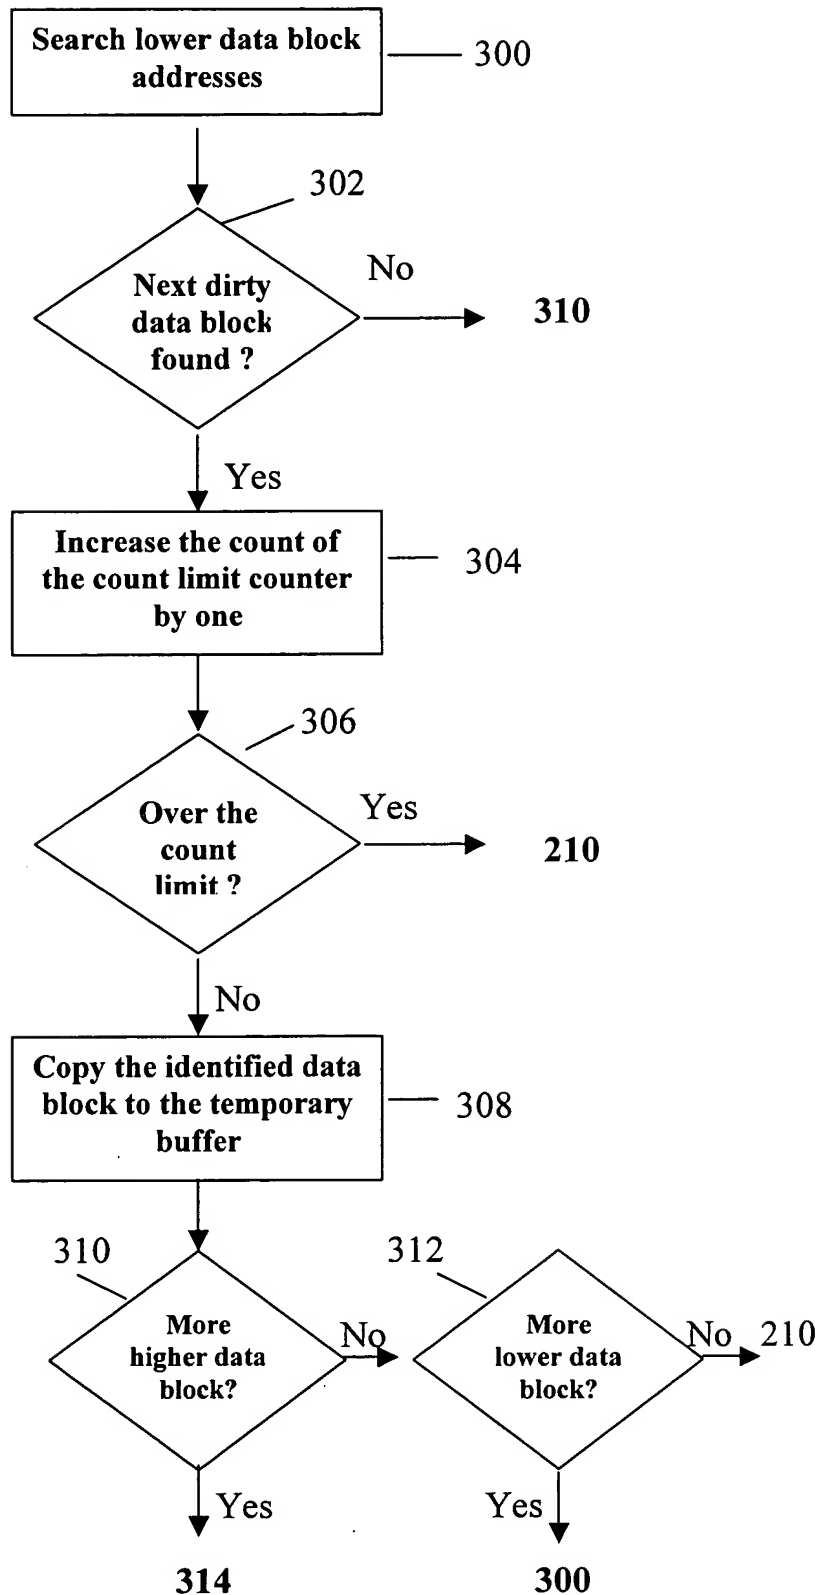 Search lower data block
addresses
300
302
Next dirty
data block
found ?
No
310
Yes
Increase the count of
the count limit counter
by one
304
306
Over the
count
limit ?
Yes
210
No
Copy the identified data
block to the temporary
buffer
308
310
More
higher data
block?
No
312
More
lower data
block?
No 210
Yes
314
Yes
300